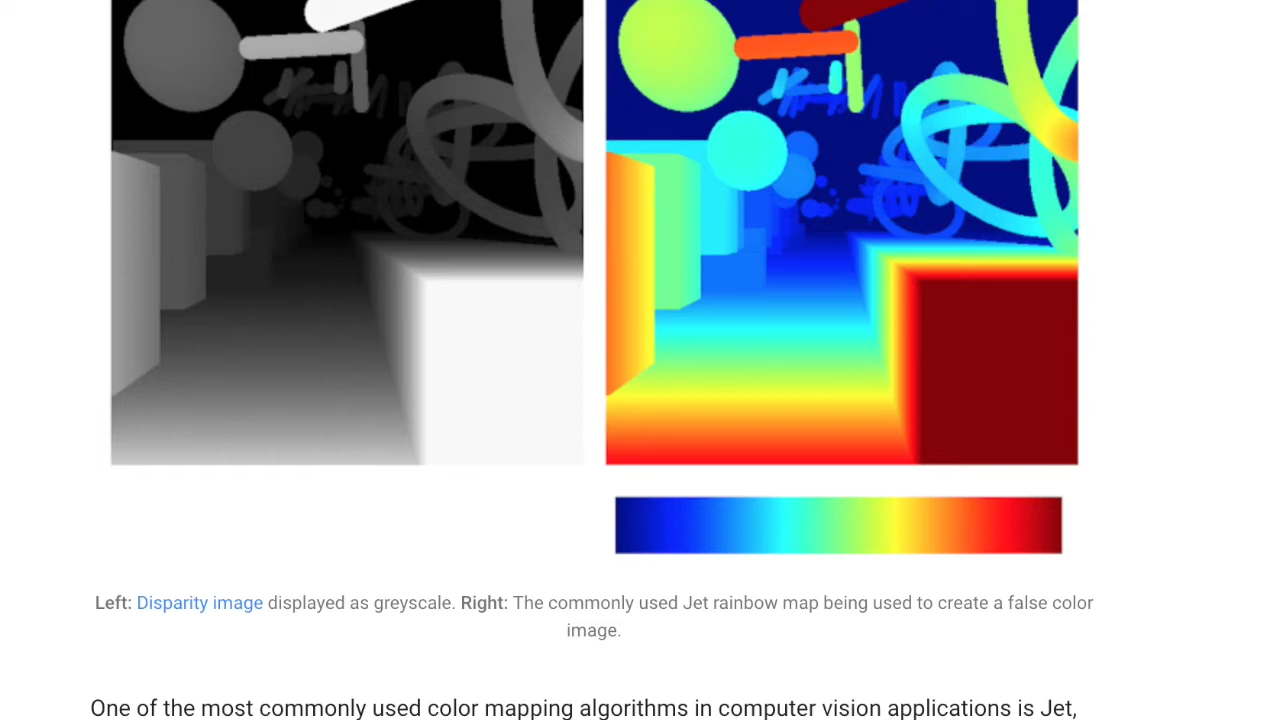 Left: Disparity image displayed as greyscale. Right: The commonly used Jet rainbow map being used to create a false color
image.
One of the most commonly used color mapping algorithms in computer vision applications is Jet,